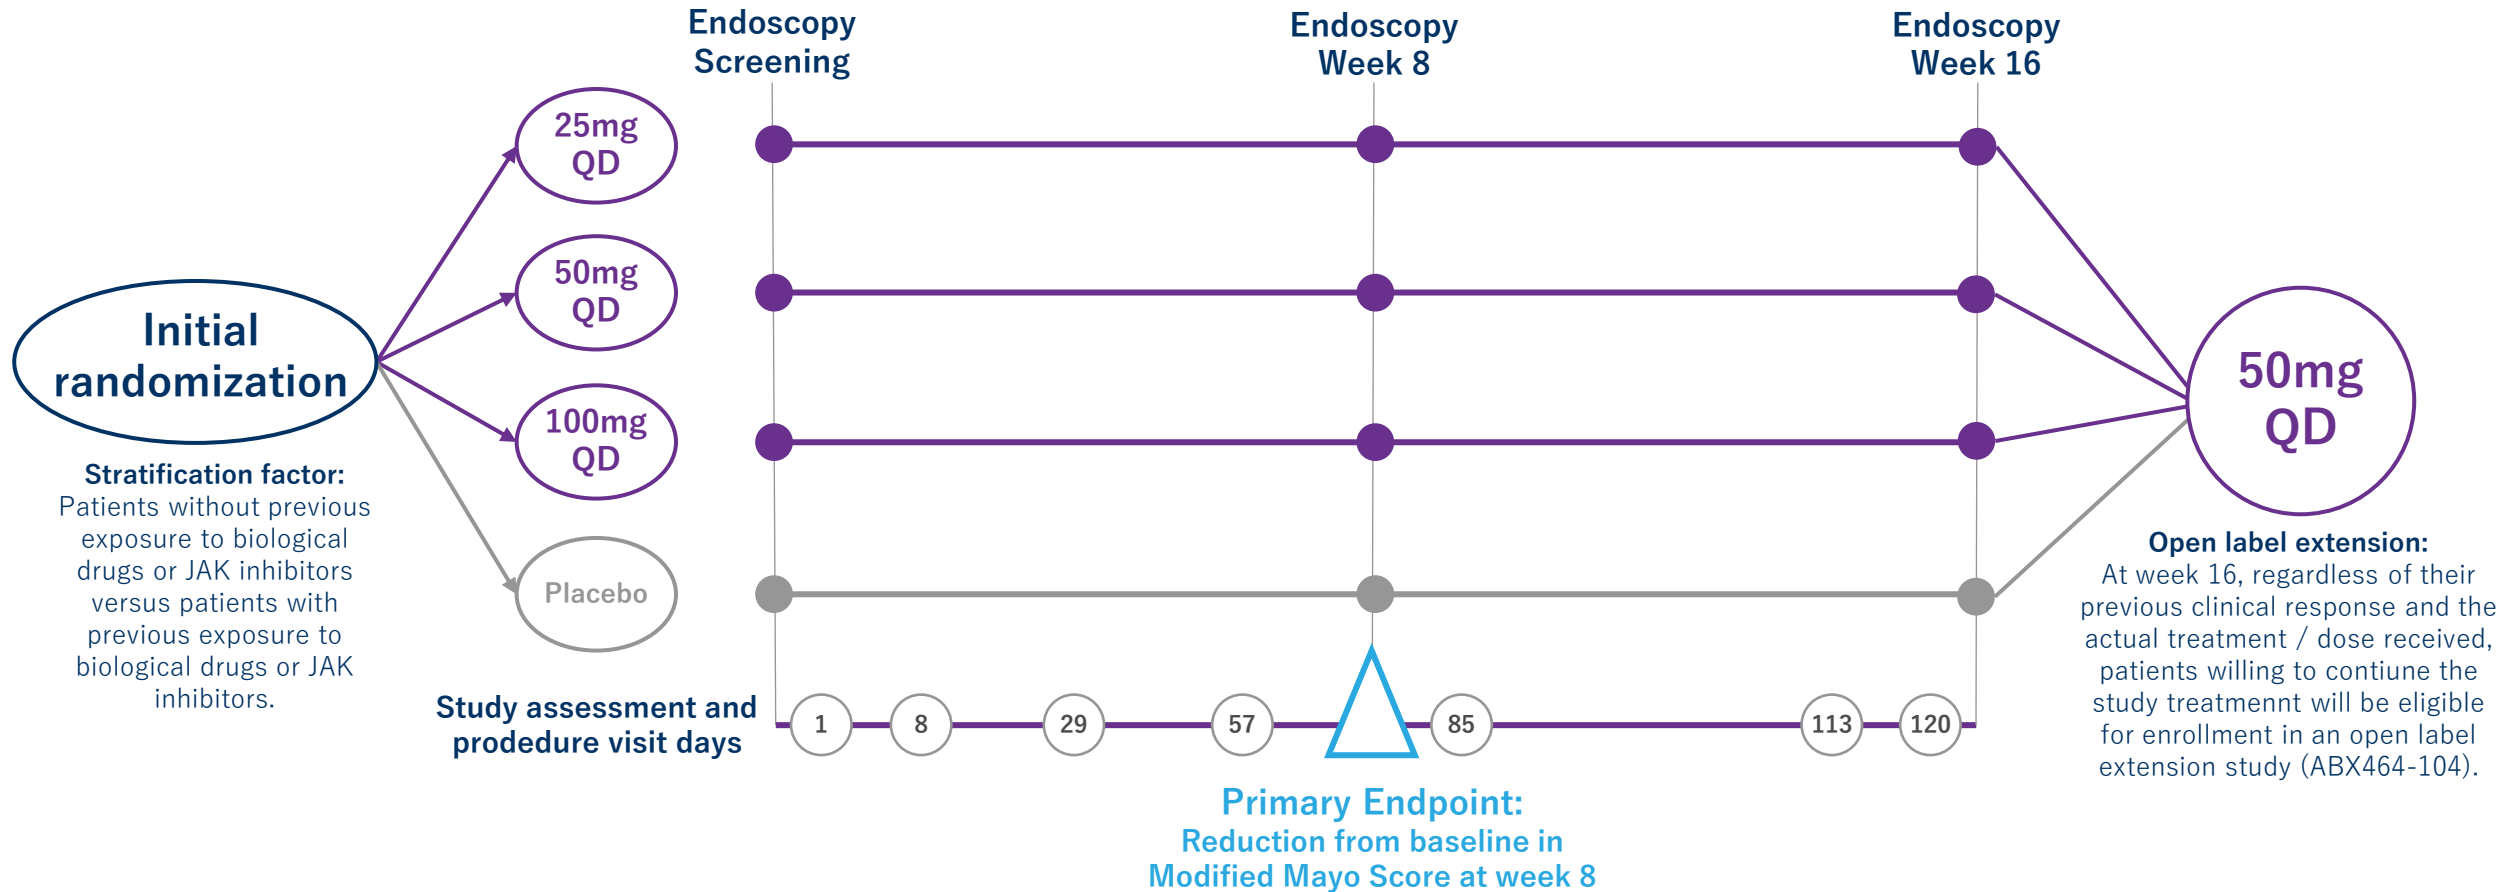 Endoscopy
Screening
Endoscopy
Week 8
Endoscopy
Week 16
25mg
QD
50mg
QD
100mg
QD
Placebo
Initial
randomization
Stratification factor:
Patients without previous
exposure to biological
drugs or JAK inhibitors
versus patients with
previous exposure to
biological drugs or JAK
inhibitors.
50mg
QD
Open label extension:
At week 16, regardless of their
previous clinical response and the
actual treatment / dose received,
patients willing to contiune the
study treatmennt will be eligible
for enrollment in an open label
extension study (ABX464-104).
Study assessment and
prodedure visit days
1 8 29 57 85 113 120
Primary Endpoint:
Reduction from baseline in
Modified Mayo Score at week 8